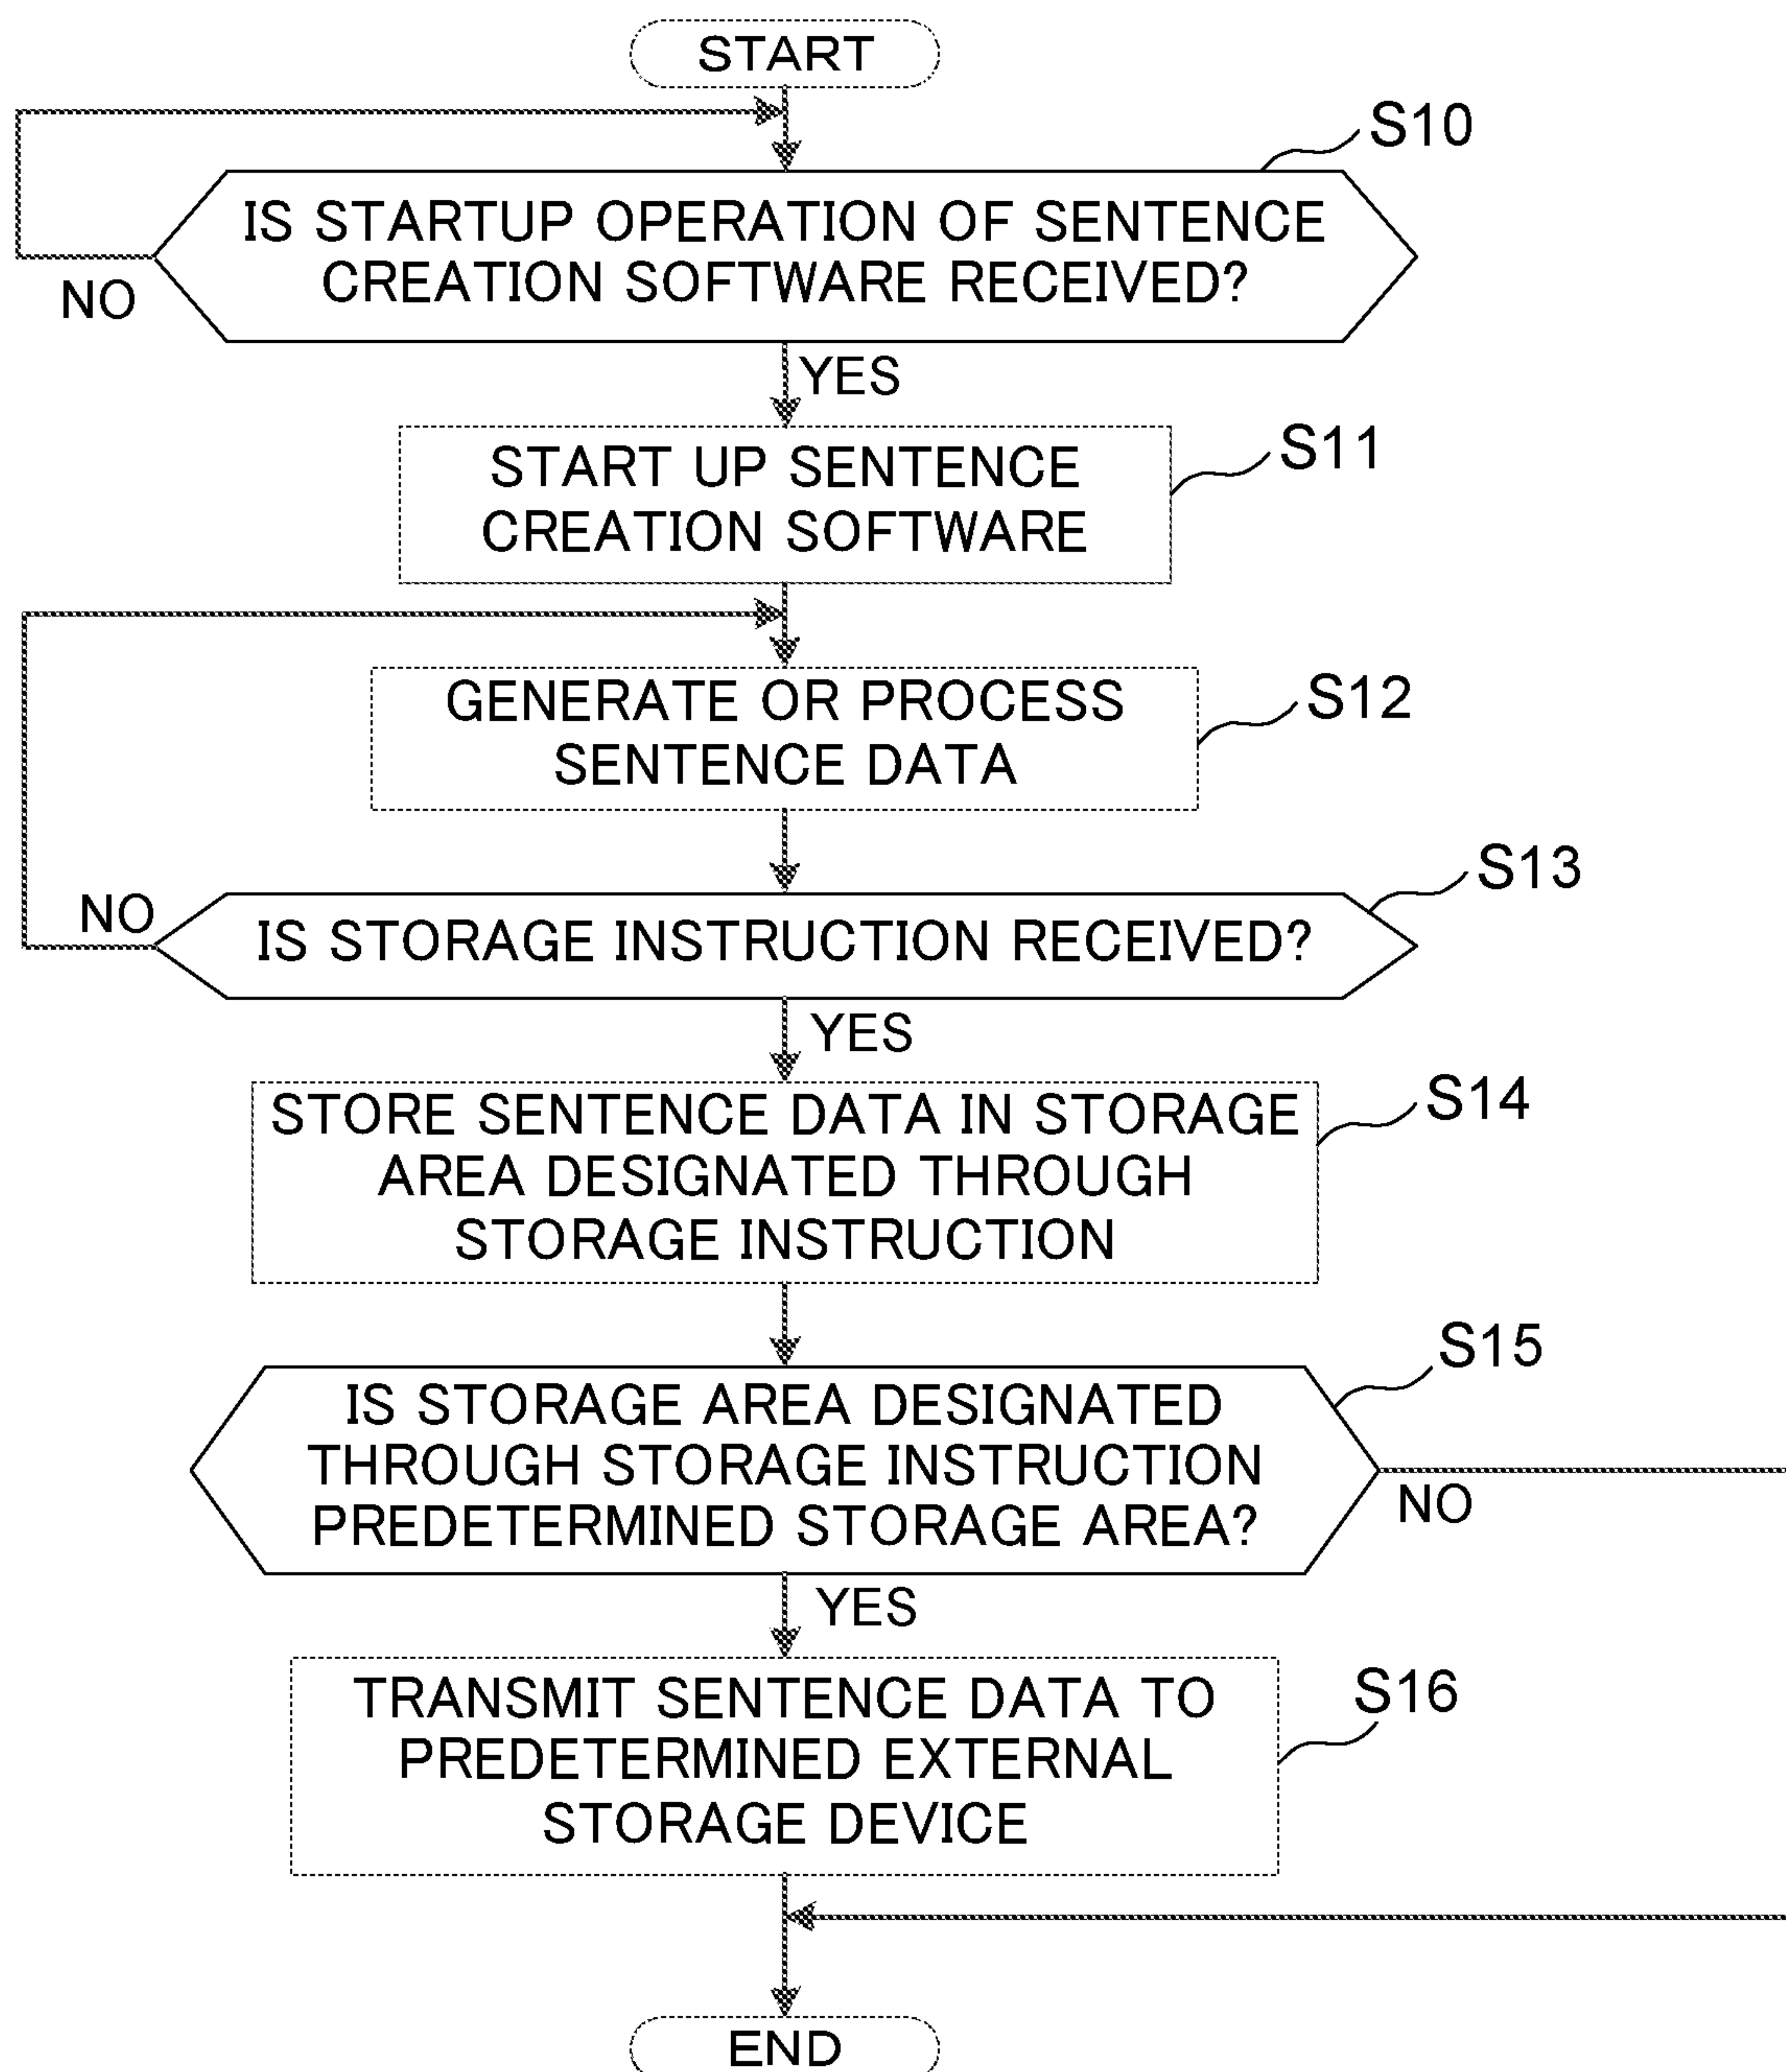 START
S10
IS STARTUP OPERATION OF SENTENCE
CREATION SOFTWARE RECEIVED?
NO
YES
S11
START UP SENTENCE
CREATION SOFTWARE
S12
GENERATE OR PROCESS
SENTENCE DATA
S13
NO
IS STORAGE INSTRUCTION RECEIVED?
YES
S14
STORE SENTENCE DATA IN STORAGE
AREA DESIGNATED THROUGH
STORAGE INSTRUCTION
S15
IS STORAGE AREA DESIGNATED
THROUGH STORAGE INSTRUCTION
PREDETERMINED STORAGE AREA?
NO
YES
S16
TRANSMIT SENTENCE DATA TO
PREDETERMINED EXTERNAL
STORAGE DEVICE
END